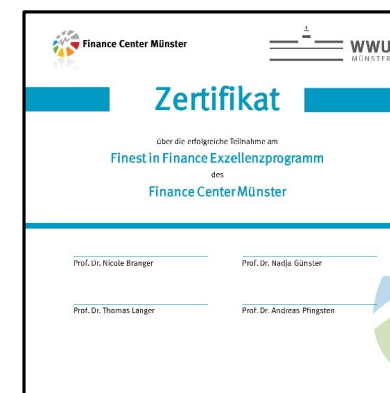 Finance Center Münster
WWU
MÜNSTER
Zertifikat
über die erfolgreiche Teilnahme am
Finest in Finance Exzellenzprogramm
des
Finance Center Münster
Prof. Dr. Nicole Branger
Prof. Dr. Nadja Günster
Prof. Dr. Thomas Langer
Prof. Dr. Andreas Pfingsten